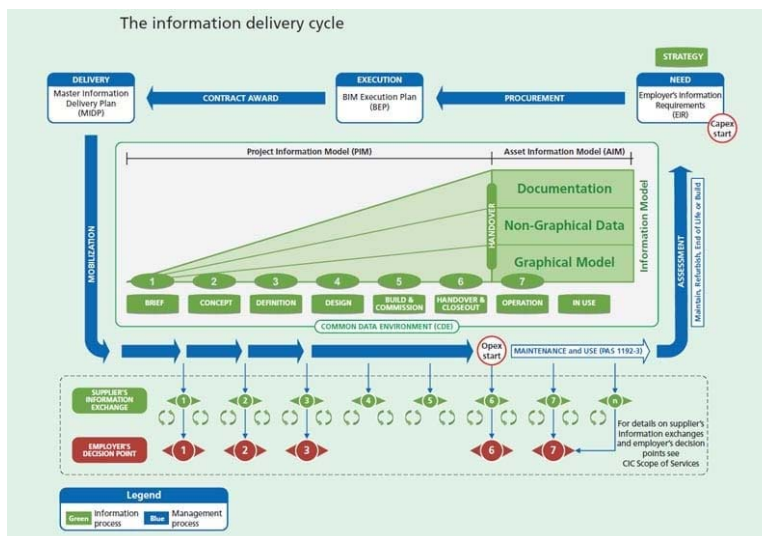 The information delivery cycle
STRATEGY
DELIVERY
Master Information
Delivery Plan
(MIDP)
CONTRACT AWARD
EXECUTION
BIM Execution Plan
(BEP)
PROCUREMENT
NEED
Employer's Information
Requirements
(EIR)
Capex
start
Project Information Model (PIM)
Asset Information Model (AIM)
MOBILIZATION
HANDOVER
Documentation
Non-Graphical Data
Graphical Model
Information Model
ASSESSMENT
Maintain, Refurbish, End of Life or Build
1
2
3
4
5
6
7
BRIEF
CONCEPT
DEFINITION
DESIGN
BUILD &
COMMISSION
HANDOVER &
CLOSEOUT
OPERATION
IN USE
COMMON DATA ENVIRONMENT (CDE)
Opex
start
MAINTENANCE and USE (PAS 1192-3)
SUPPLIER'S
INFORMATION
EXCHANGE
1
2
3
4
5
6
7
n
EMPLOYER'S
DECISION POINT
1
2
3
6
7
For details on supplier's
information exchanges
and employer's decision
points see
CIC Scope of Services
Legend
Green
Information
process
Blue
Management
process